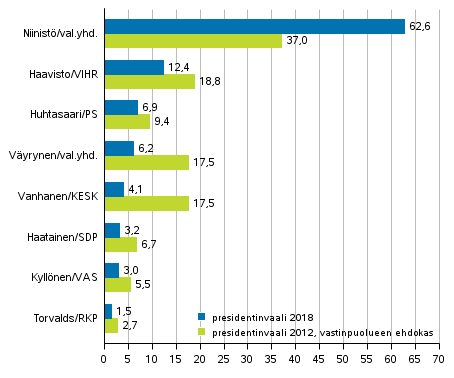 Niinistö/val.yhd. 62,6
37,0
Haavisto/VIHR 12,4
18,8
Huhtasaari/PS 6,9
9,4
Väyrynen/val.yhd. 6,2
17,5
Vanhanen/KESK 4,1
17,5
Haatainen/SDP 3,2
6,7
Kyllönen/VAS 3,0
5,5
Torvalds/RKP 1,5
2,7
presidentinvaali 2018
presidentinvaali 2012, vastinpuolueen ehdokas
0 5 10 15 20 25 30 35 40 45 50 55 60 65 70